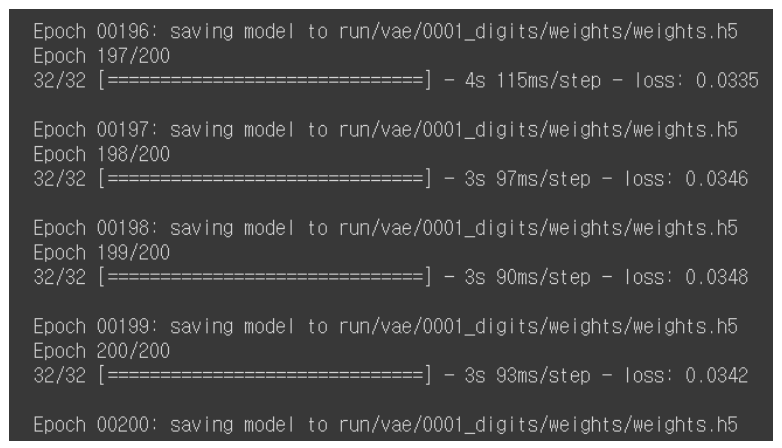 Epoch 00196: saving model to run/vae/0001_digits/weights/weights.h5
Epoch 197/200
32/32 [==============================] - 4s 115ms/step - loss: 0.0335
Epoch 00197: saving model to run/vae/0001_digits/weights/weights.h5
Epoch 198/200
32/32 [==============================] - 3s 97ms/step - loss: 0.0346
Epoch 00198: saving model to run/vae/0001_digits/weights/weights.h5
Epoch 199/200
32/32 [==============================] - 3s 90ms/step - loss: 0.0348
Epoch 00199: saving model to run/vae/0001_digits/weights/weights.h5
Epoch 200/200
32/32 [==============================] - 3s 93ms/step - loss: 0.0342
Epoch 00200: saving model to run/vae/0001_digits/weights/weights.h5